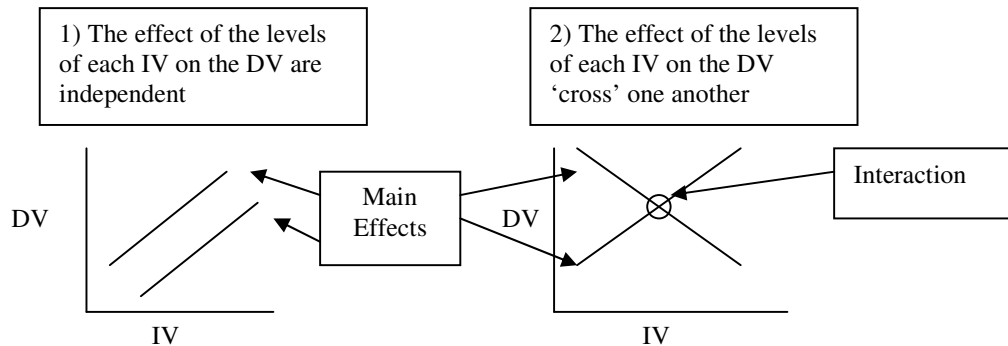 1) The effect of the levels
of each IV on the DV are
independent
2) The effect of the levels
of each IV on the DV
‘cross’ one another
DV
IV
Main
Effects
DV
IV
Interaction